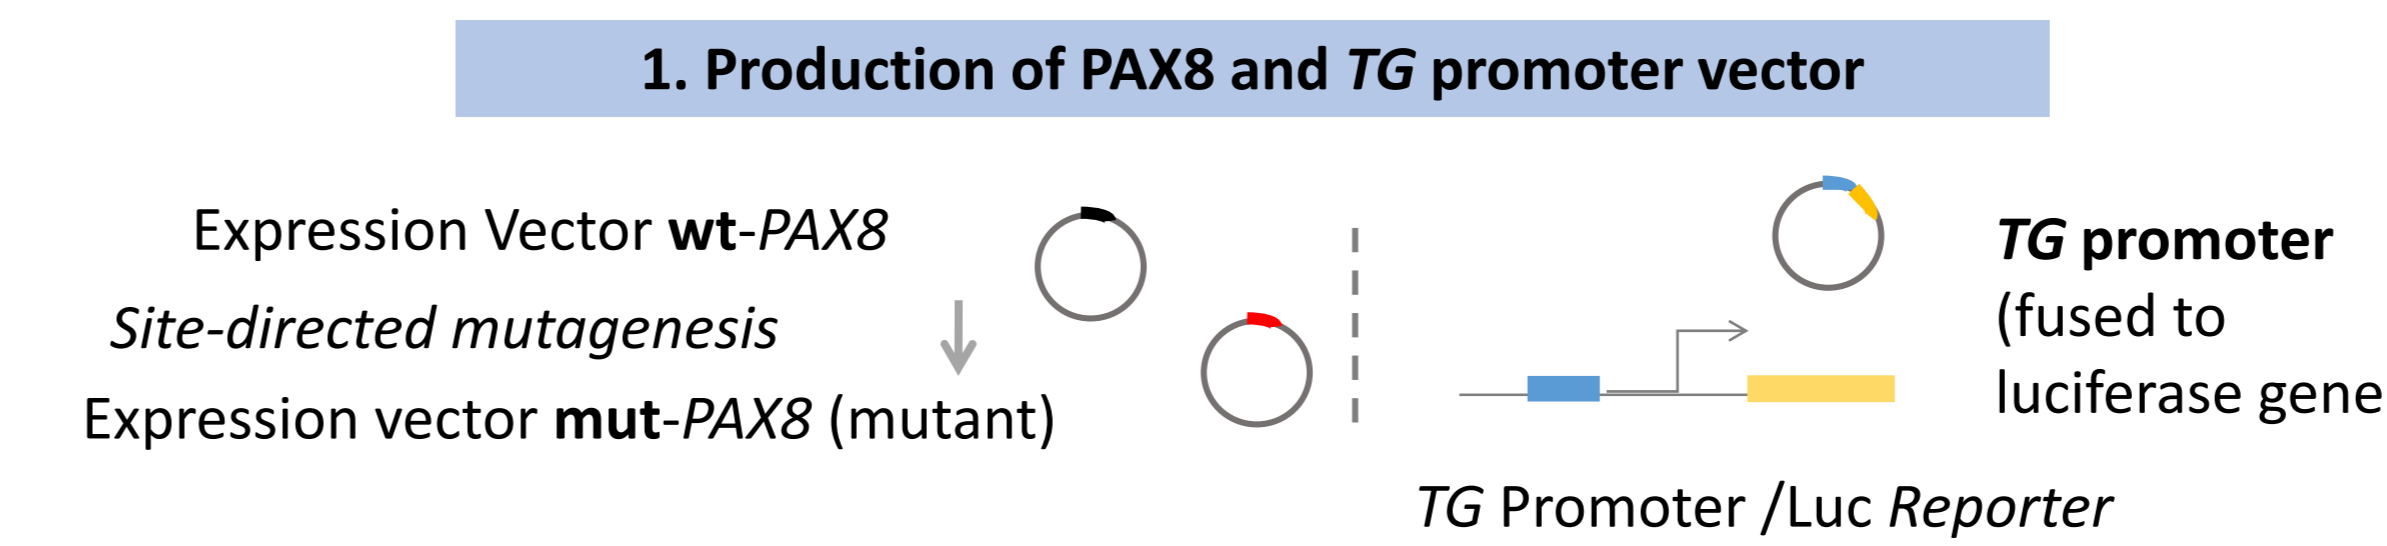 1. Production of PAX8 and TG promoter vector
Expression Vector wt-PAX8
Site-directed mutagenesis
Expression vector mut-PAX8 (mutant)
TG promoter
(fused to
luciferase gene
TG Promoter /Luc Reporter